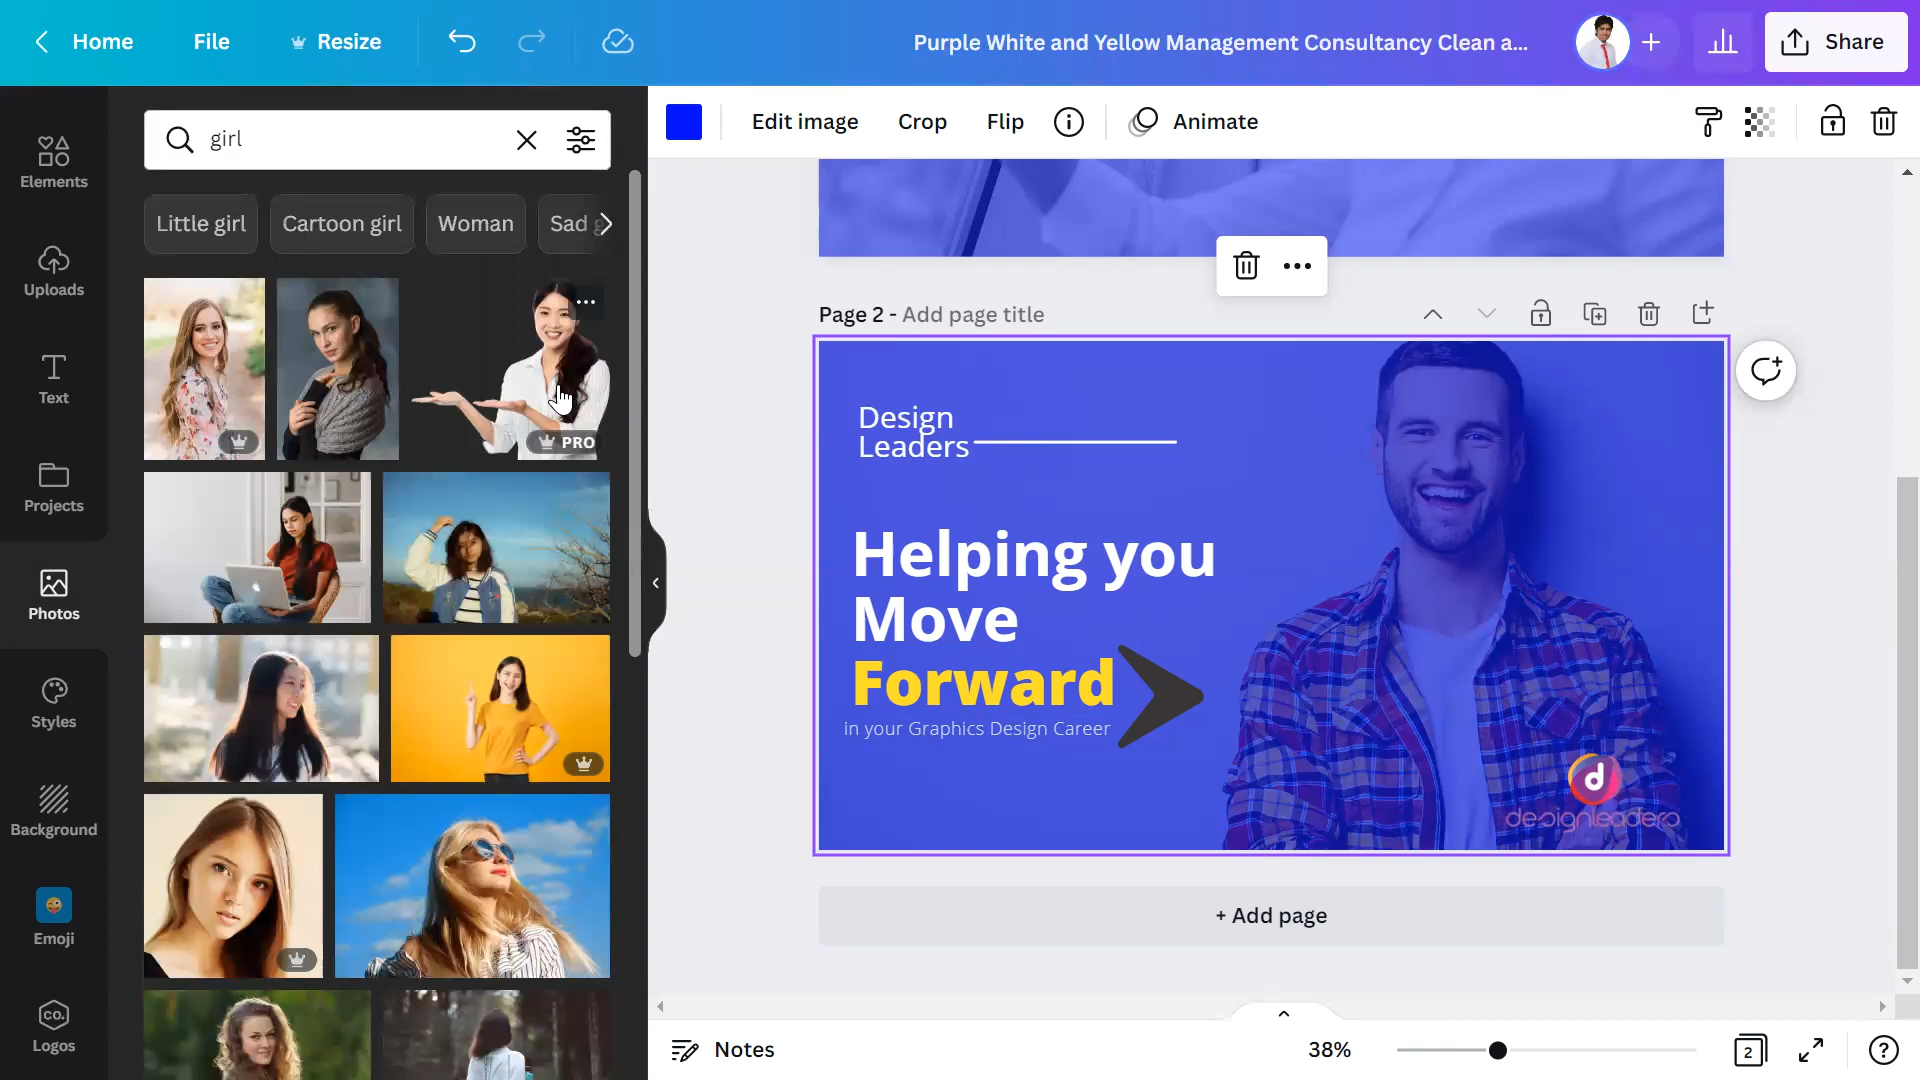 Home
File
Resize
Purple White and Yellow Management Consultancy Clean a...
Share
Elements
Uploads
Text
Projects
Photos
Styles
Background
Emoji
CO.
Logos
girl
Little girl
Cartoon girl
Woman
Sad g
PRO
Edit image
Crop
Flip
Animate
Page 2 - Add page title
Design
Leaders
Helping you
Move
Forward
in your Graphics Design Career
d
designleaders
+ Add page
Notes
38%
2